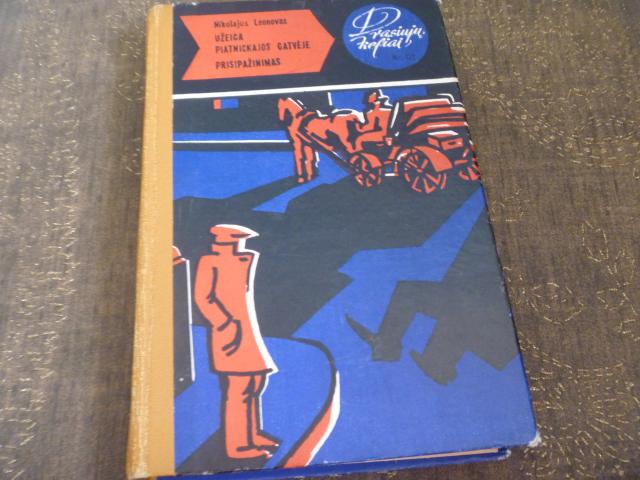 Nikolajus Leonovas
UŽEIGA
PIATNICKAJOS GATVĖJE
PRISIPAŽINIMAS
Drąsiųjų
keliai